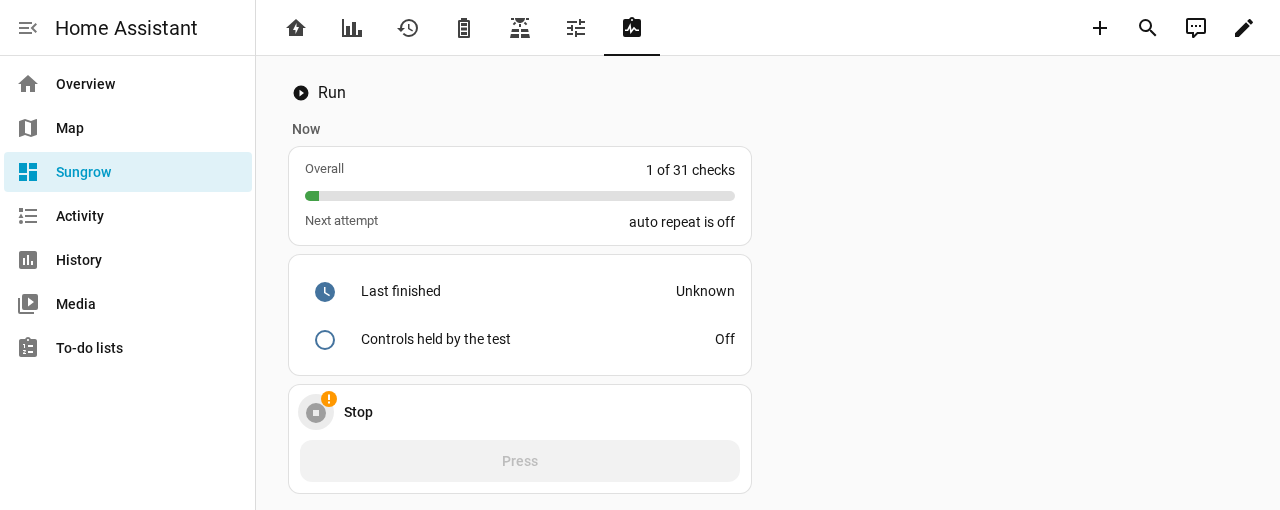 Home Assistant
Overview
Map
Sungrow
Activity
History
Media
To-do lists
Run
Now
Overall 1 of 31 checks
Next attempt auto repeat is off
Last finished Unknown
Controls held by the test Off
Stop
Press